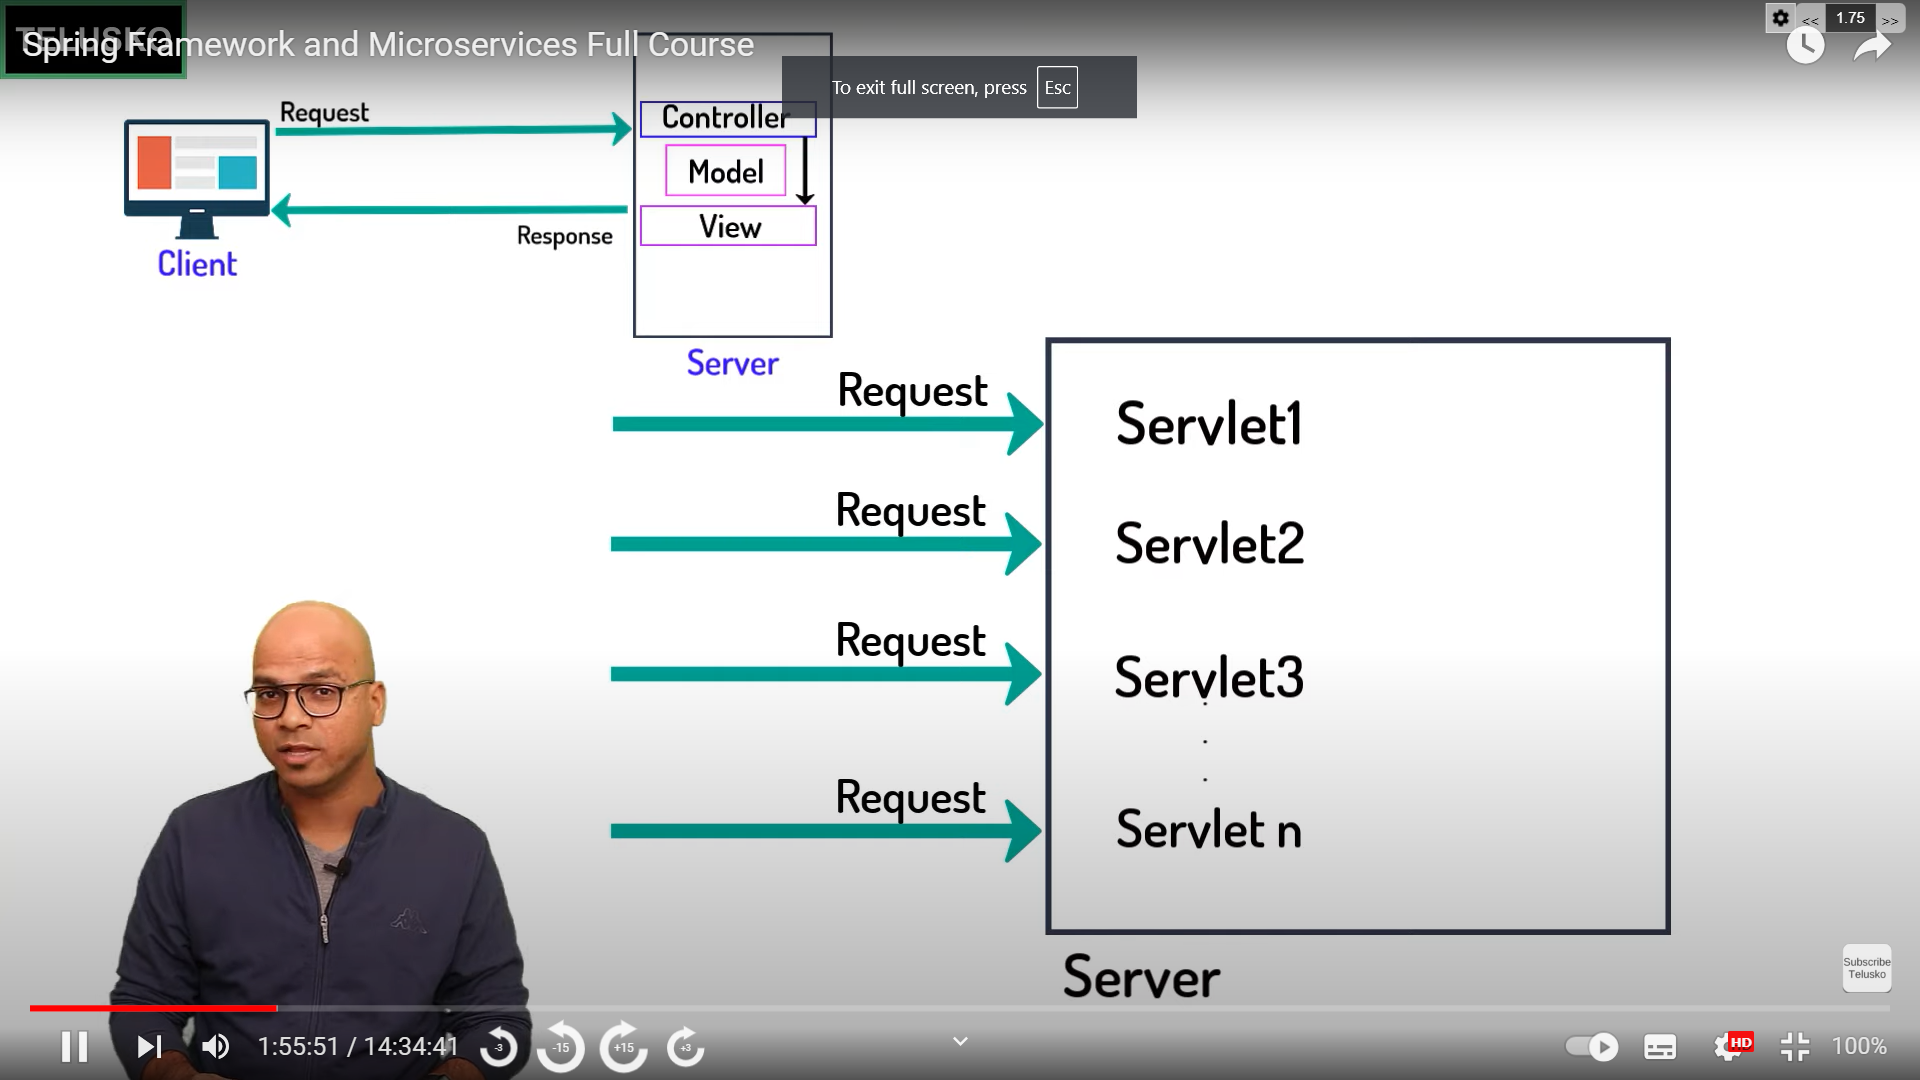 TELUSKO
Spring Framework and Microservices Full Course
<< 1.75 >>
To exit full screen, press Esc
Request
Controller
Model
View
Response
Client
Server
Request
Servlet1
Request
Servlet2
Request
Servlet3
.
.
.
Request
Servlet n
Server
Subscribe
Telusko
1:55:51 / 14:34:41
-3
-15
+15
+3
HD
100%